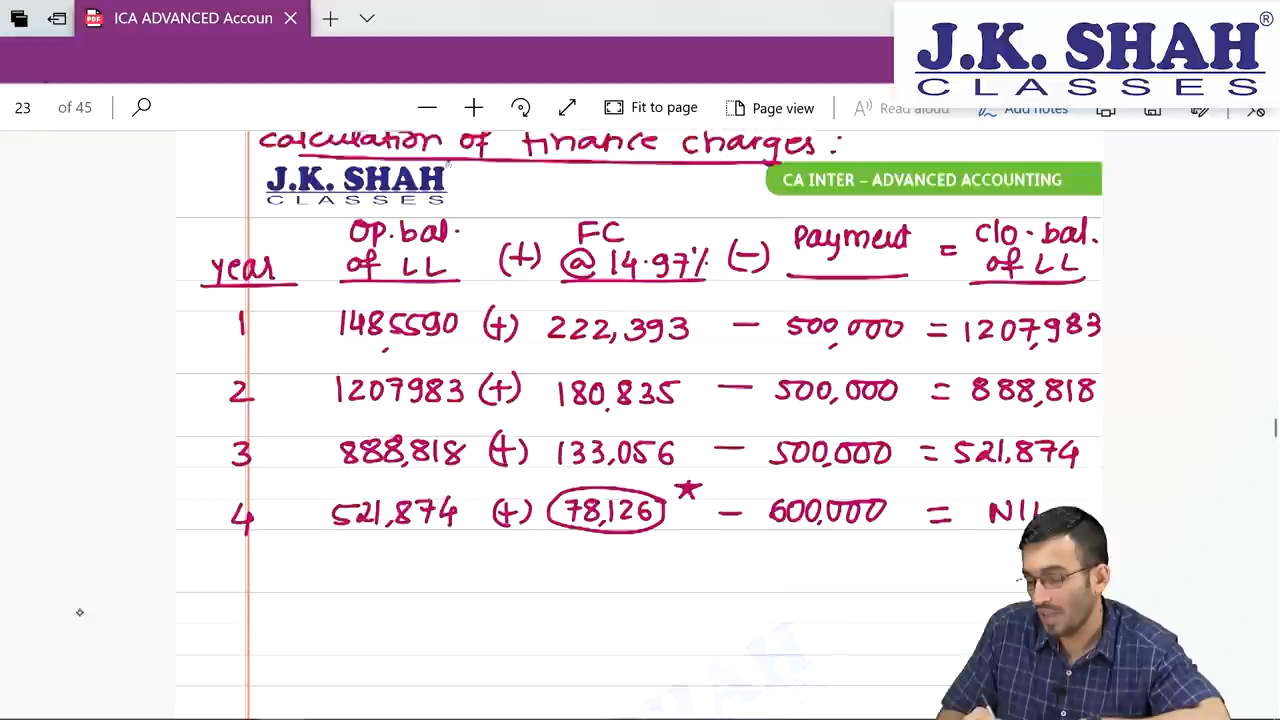 ICA ADVANCED Accoun
J.K. SHAH®
CLASSES
23 of 45
Fit to page
Page view
Read aloud
Add notes
calculation of finance charges:
J.K. SHAH
CLASSES
CA INTER – ADVANCED ACCOUNTING
year Op.bal. of LL (+) FC @ 14.97% (-) Payment = Clo.bal. of LL
1 1485590 (+) 222,393 - 500,000 = 1207,983
2 1207983 (+) 180,835 - 500,000 = 888,818
3 888,818 (+) 133,056 - 500,000 = 521,874
4 521,874 (+) 78,126* - 600,000 = NIL
SHAH